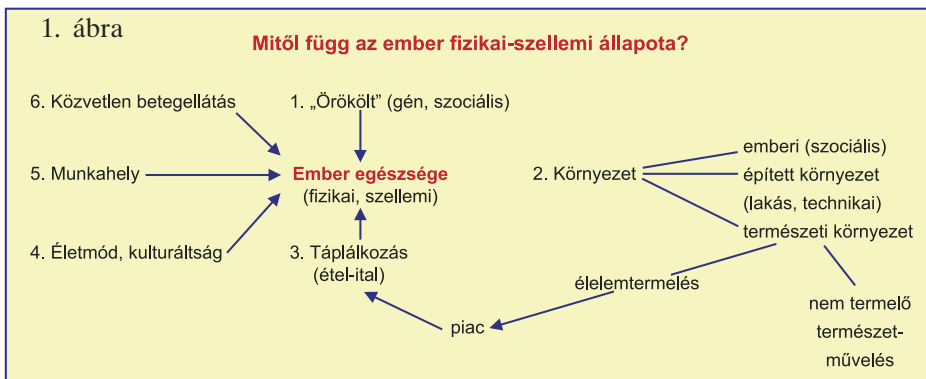 1. ábra
Mitől függ az ember fizikai-szellemi állapota?
6. Közvetlen betegellátás
1. „Örökölt” (gén, szociális)
5. Munkahely
Ember egészsége
(fizikai, szellemi)
2. Környezet
emberi (szociális)
épített környezet
(lakás, technikai)
természeti környezet
4. Életmód, kulturáltság
3. Táplálkozás
(étel-ital)
élelemtermelés
piac
nem termelő
természet-
művelés